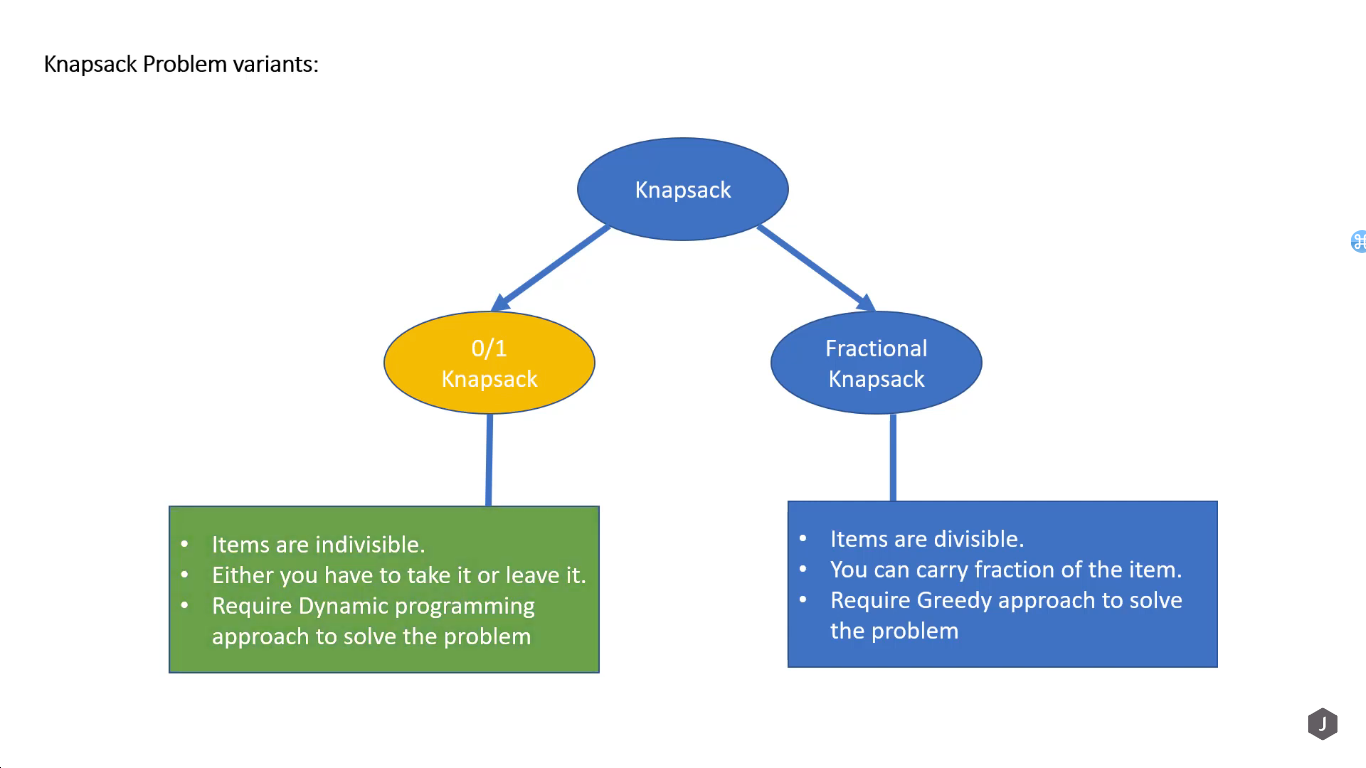 Knapsack Problem variants:
Knapsack
0/1
Knapsack
Fractional
Knapsack
• Items are indivisible.
• Either you have to take it or leave it.
• Require Dynamic programming
approach to solve the problem
• Items are divisible.
• You can carry fraction of the item.
• Require Greedy approach to solve
the problem
J